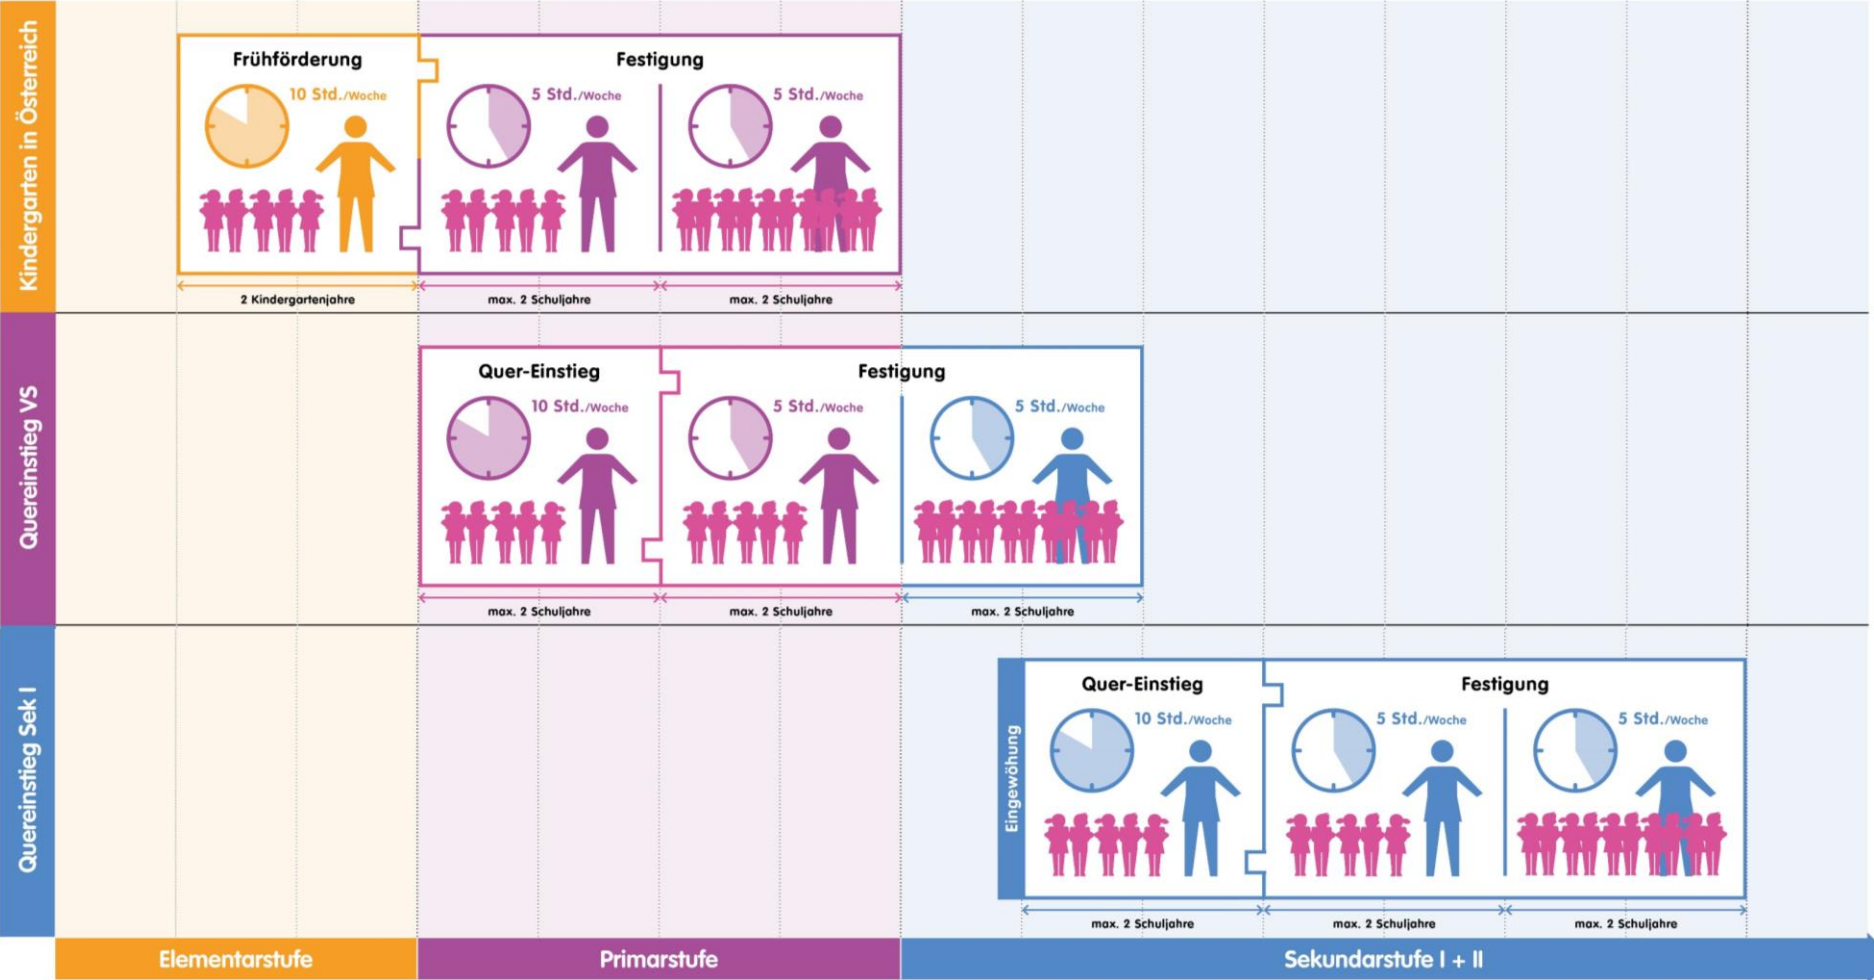 Kindergarten in Österreich
Frühförderung
10 Std./Woche
2 Kindergartenjahre
Festigung
5 Std./Woche
5 Std./Woche
max. 2 Schuljahre
max. 2 Schuljahre
Quereinstieg VS
Quer-Einstieg
10 Std./Woche
max. 2 Schuljahre
Festigung
5 Std./Woche
5 Std./Woche
max. 2 Schuljahre
max. 2 Schuljahre
Quereinstieg Sek I
Eingewöhung
Quer-Einstieg
10 Std./Woche
max. 2 Schuljahre
Festigung
5 Std./Woche
5 Std./Woche
max. 2 Schuljahre
max. 2 Schuljahre
Elementarstufe
Primarstufe
Sekundarstufe I + II